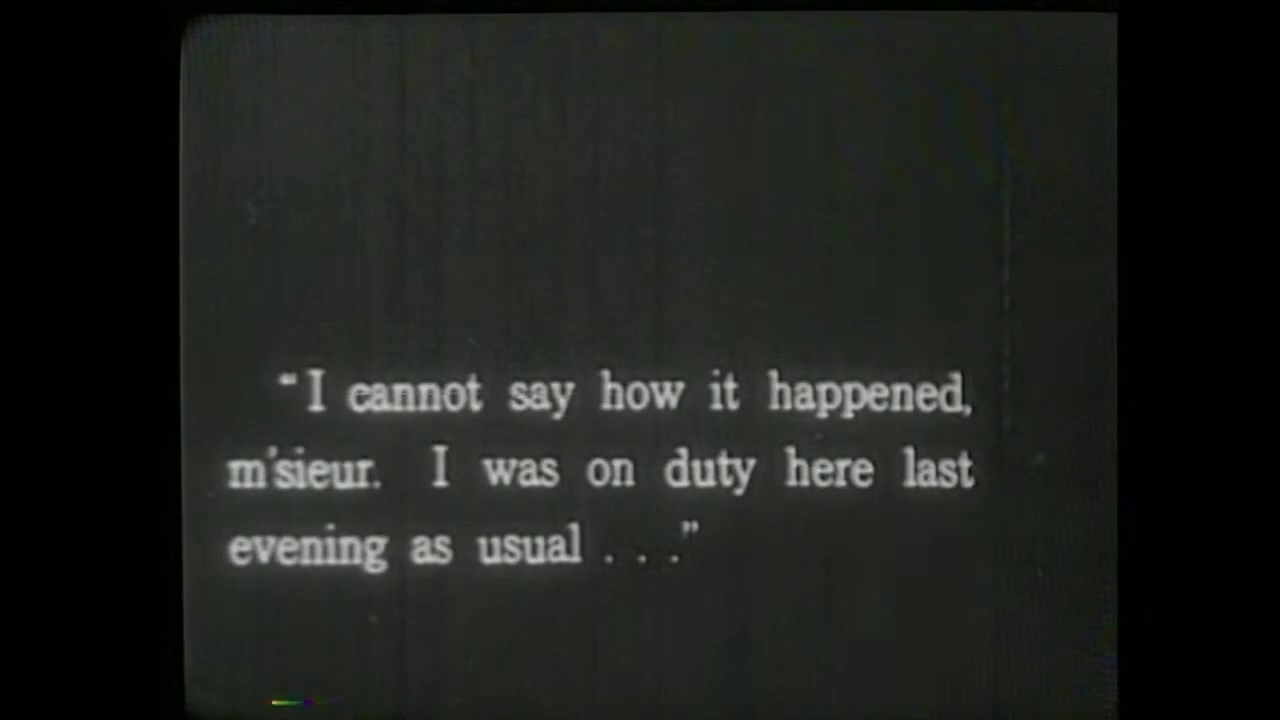 “I cannot say how it happened,
m'sieur. I was on duty here last
evening as usual . . .”